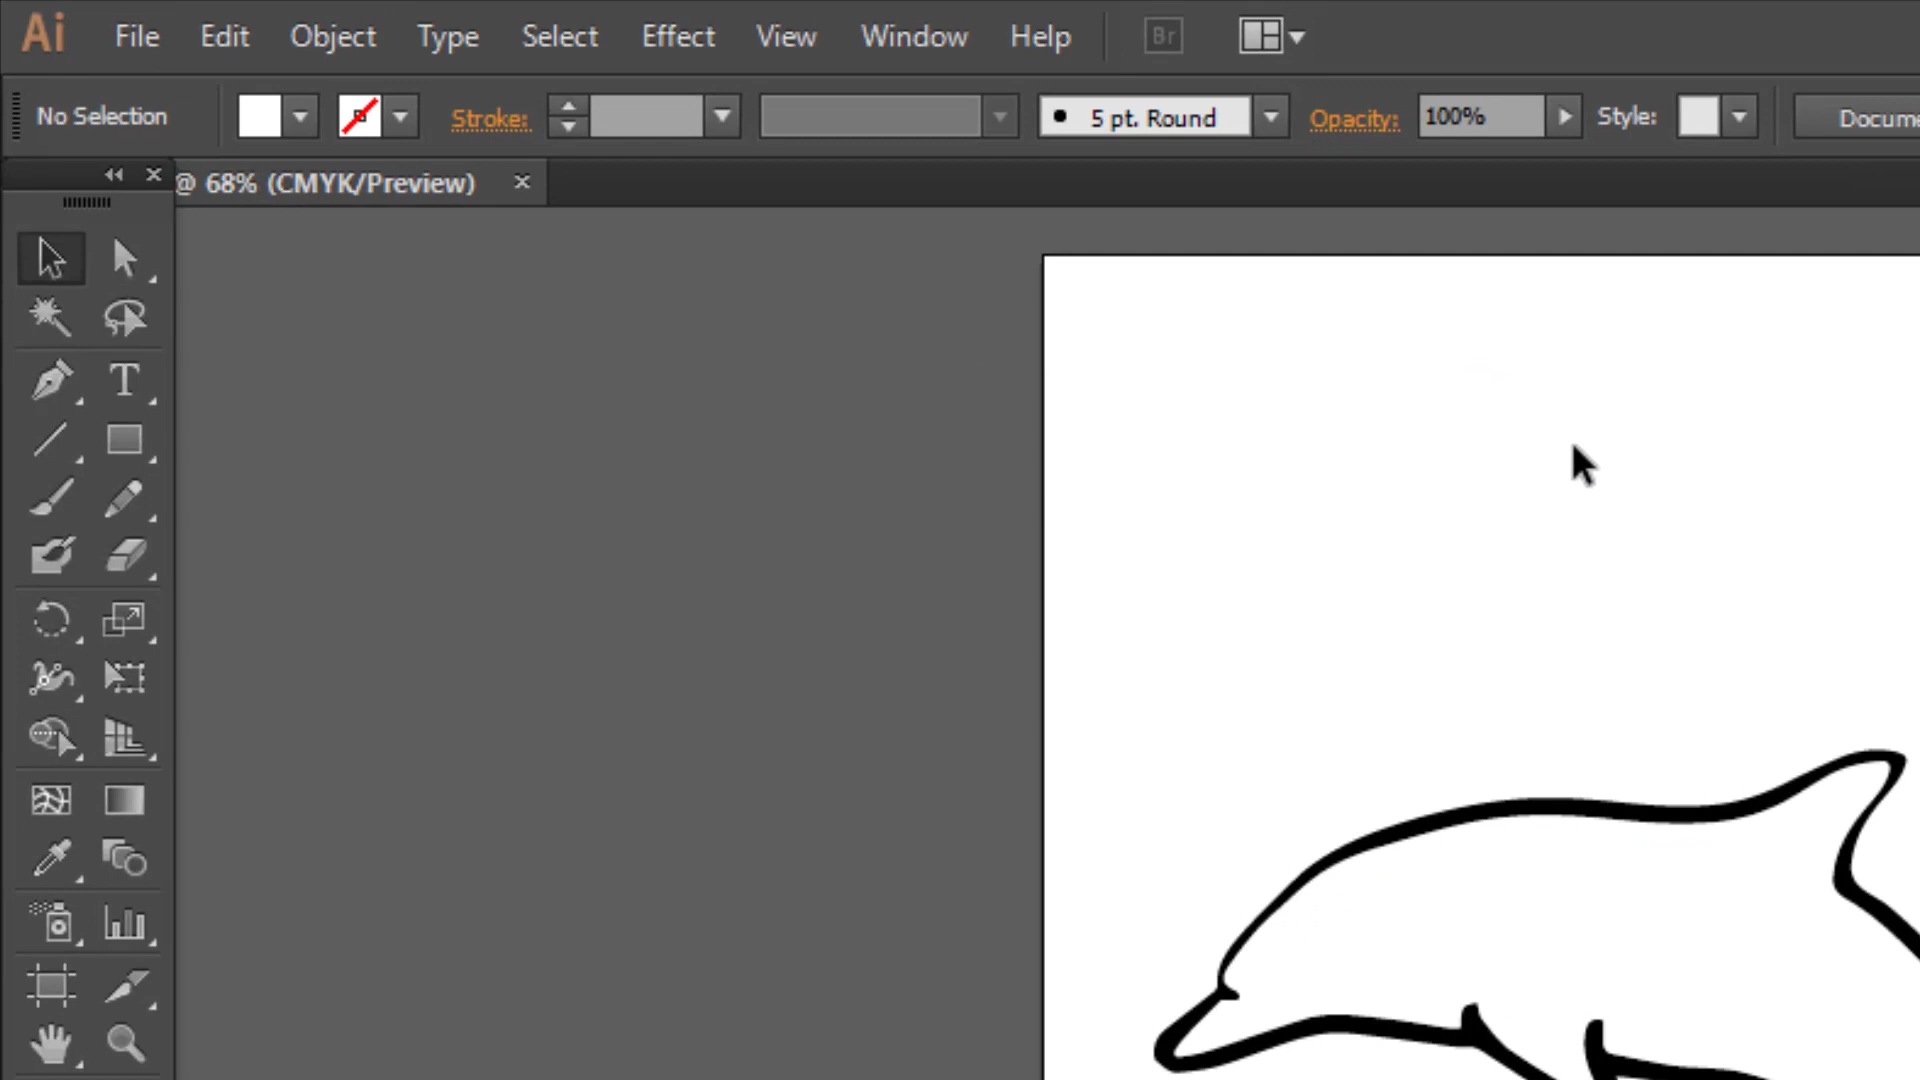 Ai File Edit Object Type Select Effect View Window Help Br
No Selection Stroke: 5 pt. Round Opacity: 100% Style: Docume
@ 68% (CMYK/Preview)
T